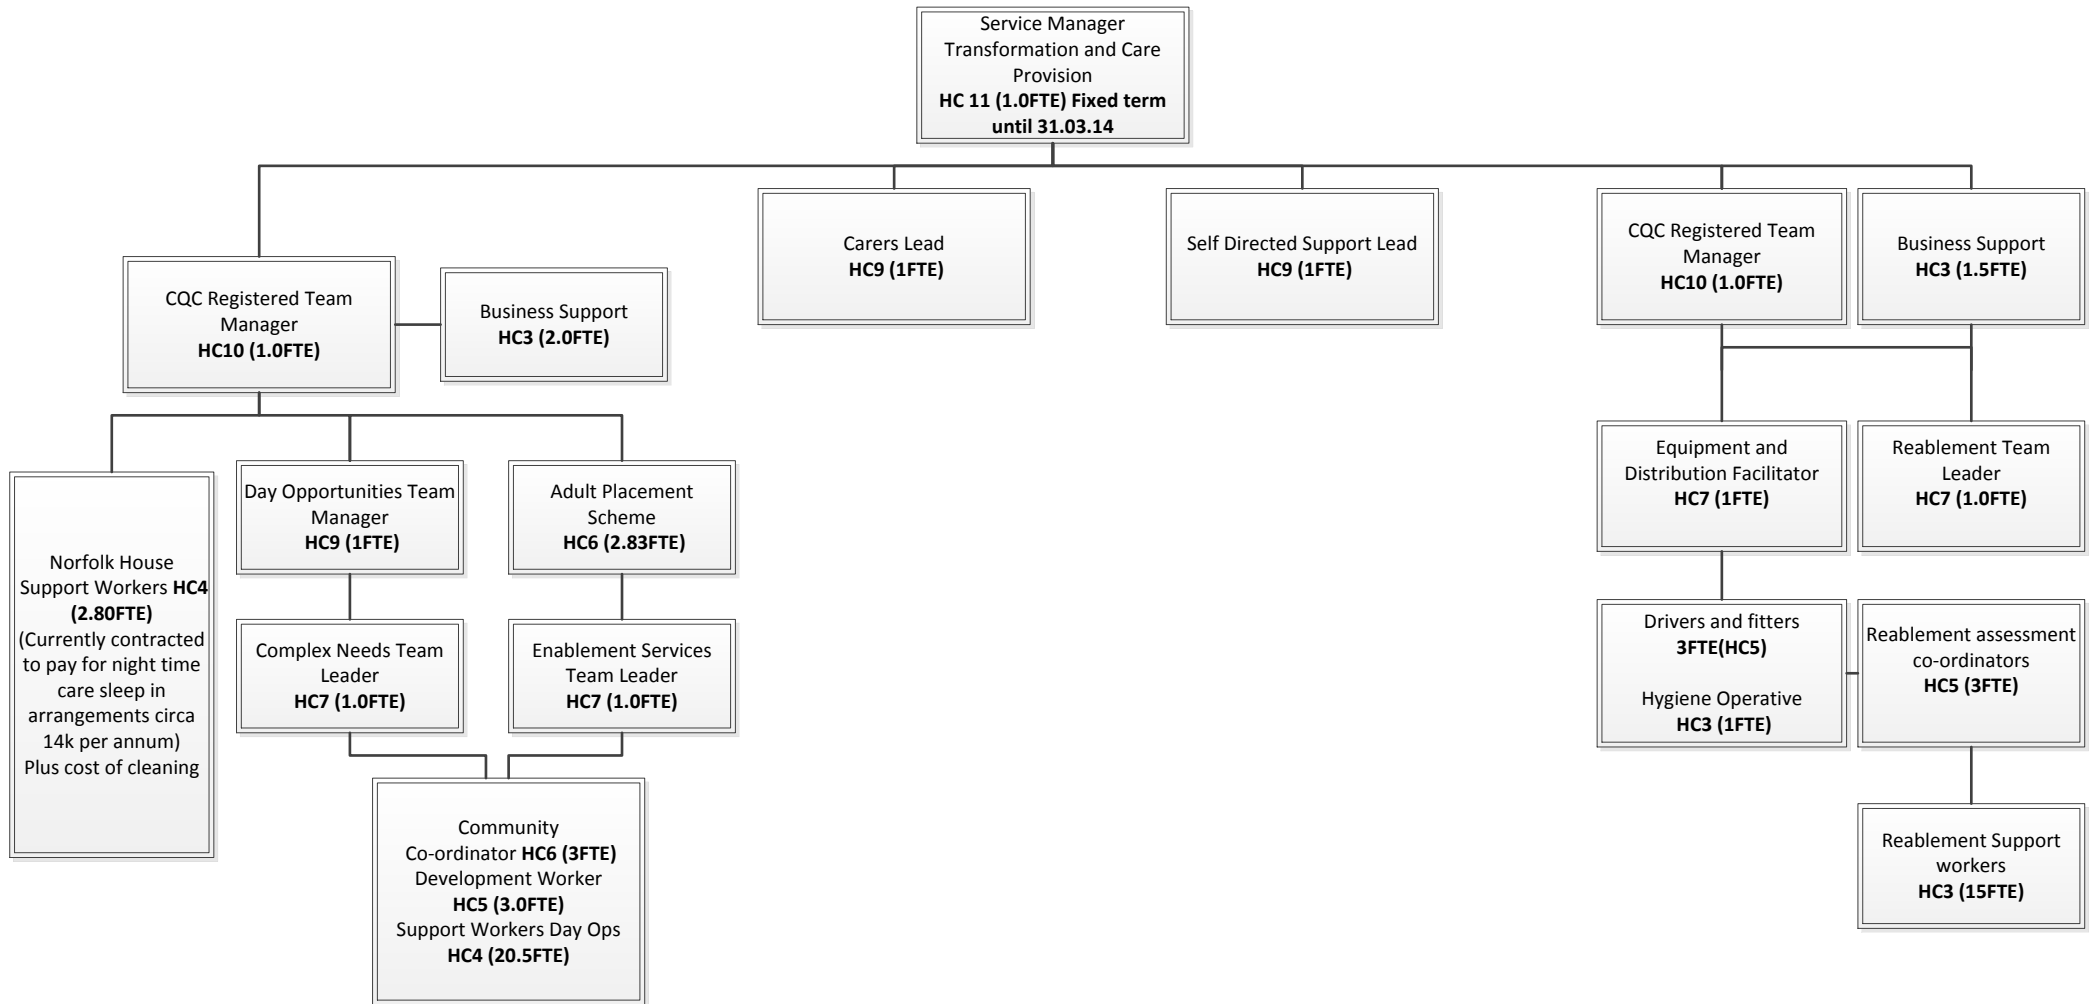 Service Manager
Transformation and Care
Provision
HC 11 (1.0FTE) Fixed term
until 31.03.14
CQC Registered Team
Manager
HC10 (1.0FTE)
Business Support
HC3 (2.0FTE)
Carers Lead
HC9 (1FTE)
Self Directed Support Lead
HC9 (1FTE)
CQC Registered Team
Manager
HC10 (1.0FTE)
Business Support
HC3 (1.5FTE)
Norfolk House
Support Workers HC4
(2.80FTE)
(Currently contracted
to pay for night time
care sleep in
arrangements circa
14k per annum)
Plus cost of cleaning
Day Opportunities Team
Manager
HC9 (1FTE)
Adult Placement
Scheme
HC6 (2.83FTE)
Equipment and
Distribution Facilitator
HC7 (1FTE)
Reablement Team
Leader
HC7 (1.0FTE)
Complex Needs Team
Leader
HC7 (1.0FTE)
Enablement Services
Team Leader
HC7 (1.0FTE)
Drivers and fitters
3FTE(HC5)
Hygiene Operative
HC3 (1FTE)
Reablement assessment
co-ordinators
HC5 (3FTE)
Community
Co-ordinator HC6 (3FTE)
Development Worker
HC5 (3.0FTE)
Support Workers Day Ops
HC4 (20.5FTE)
Reablement Support
workers
HC3 (15FTE)